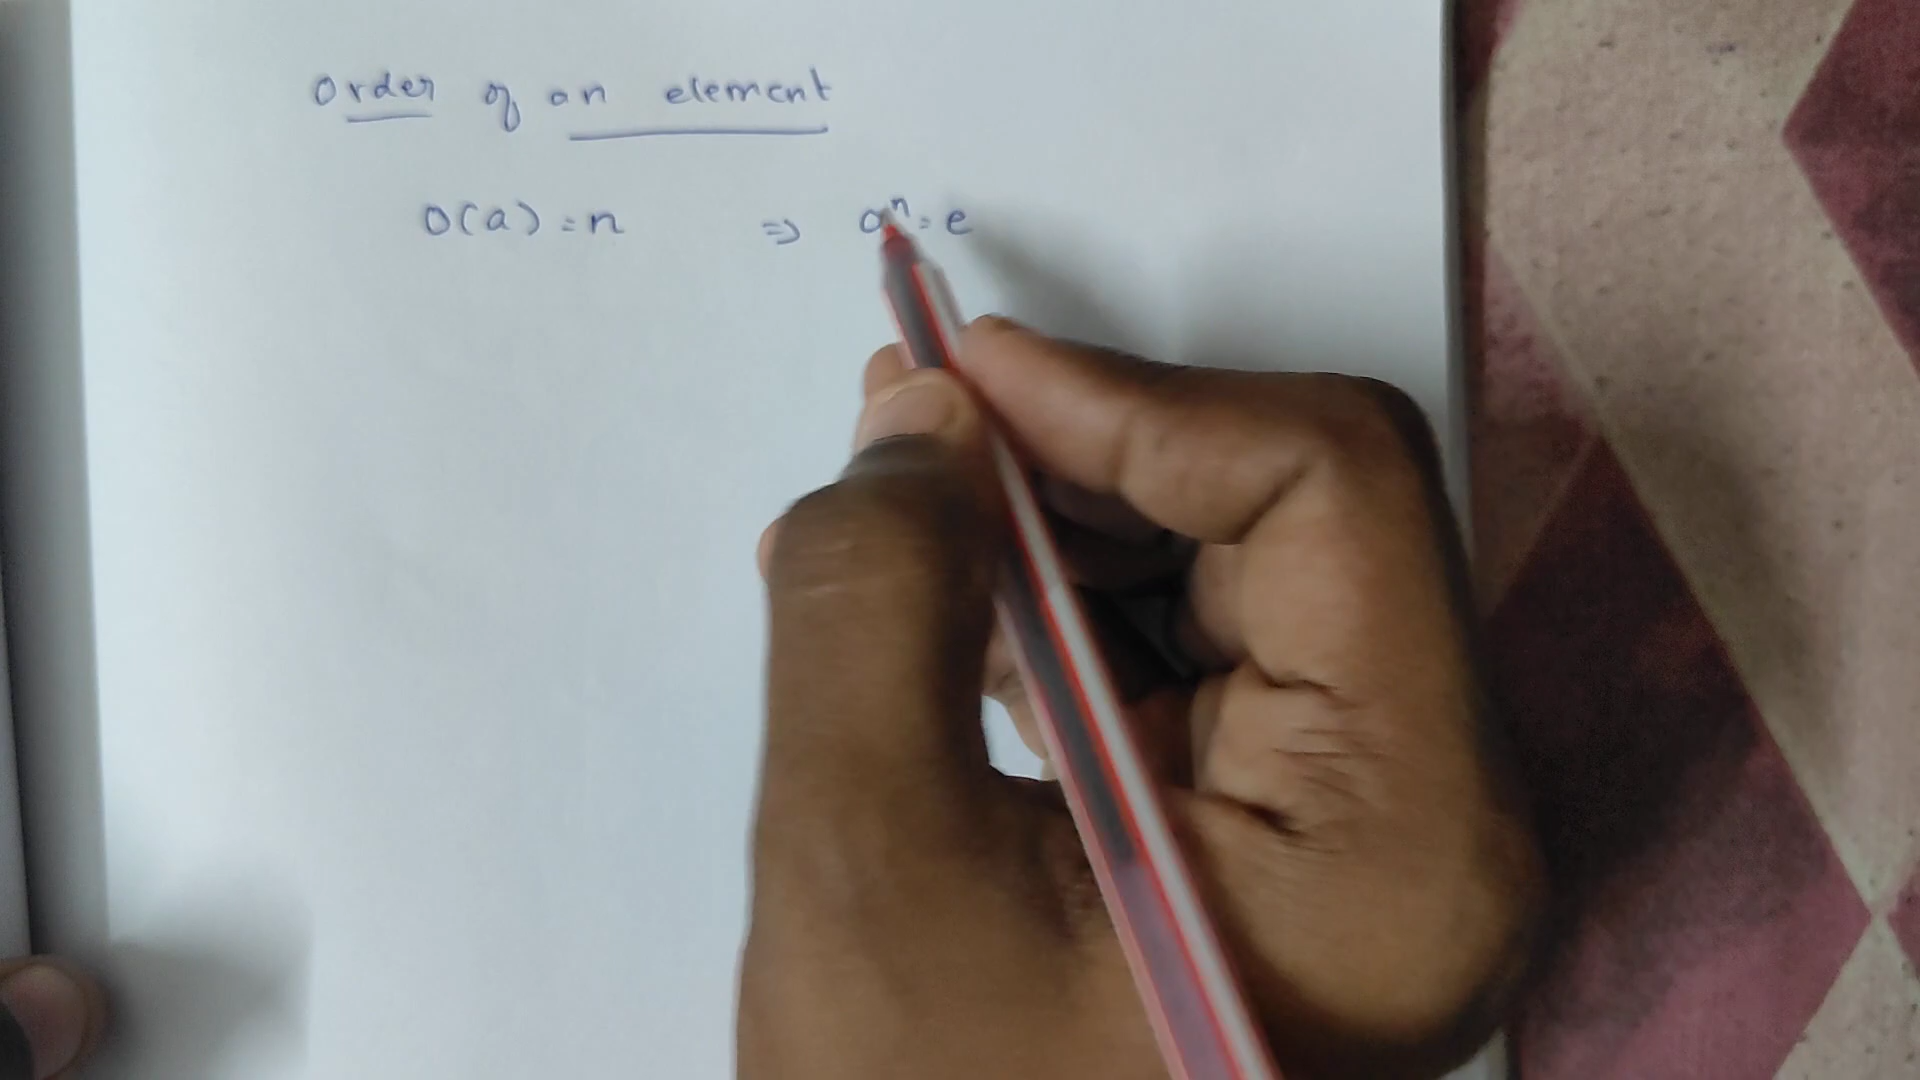 Order of an element
O(a) = n ⇒ aⁿ = e